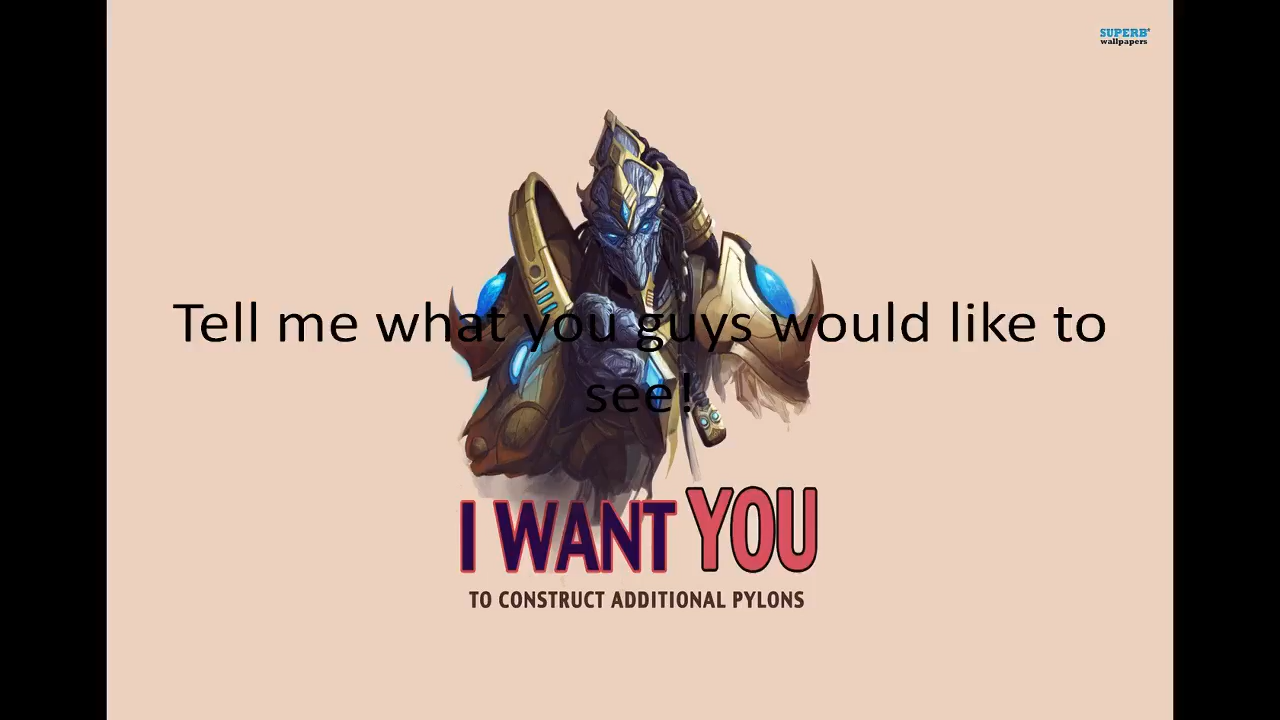 SUPERB
wallpapers
Tell me what you guys would like to
see!
I WANT YOU
TO CONSTRUCT ADDITIONAL PYLONS